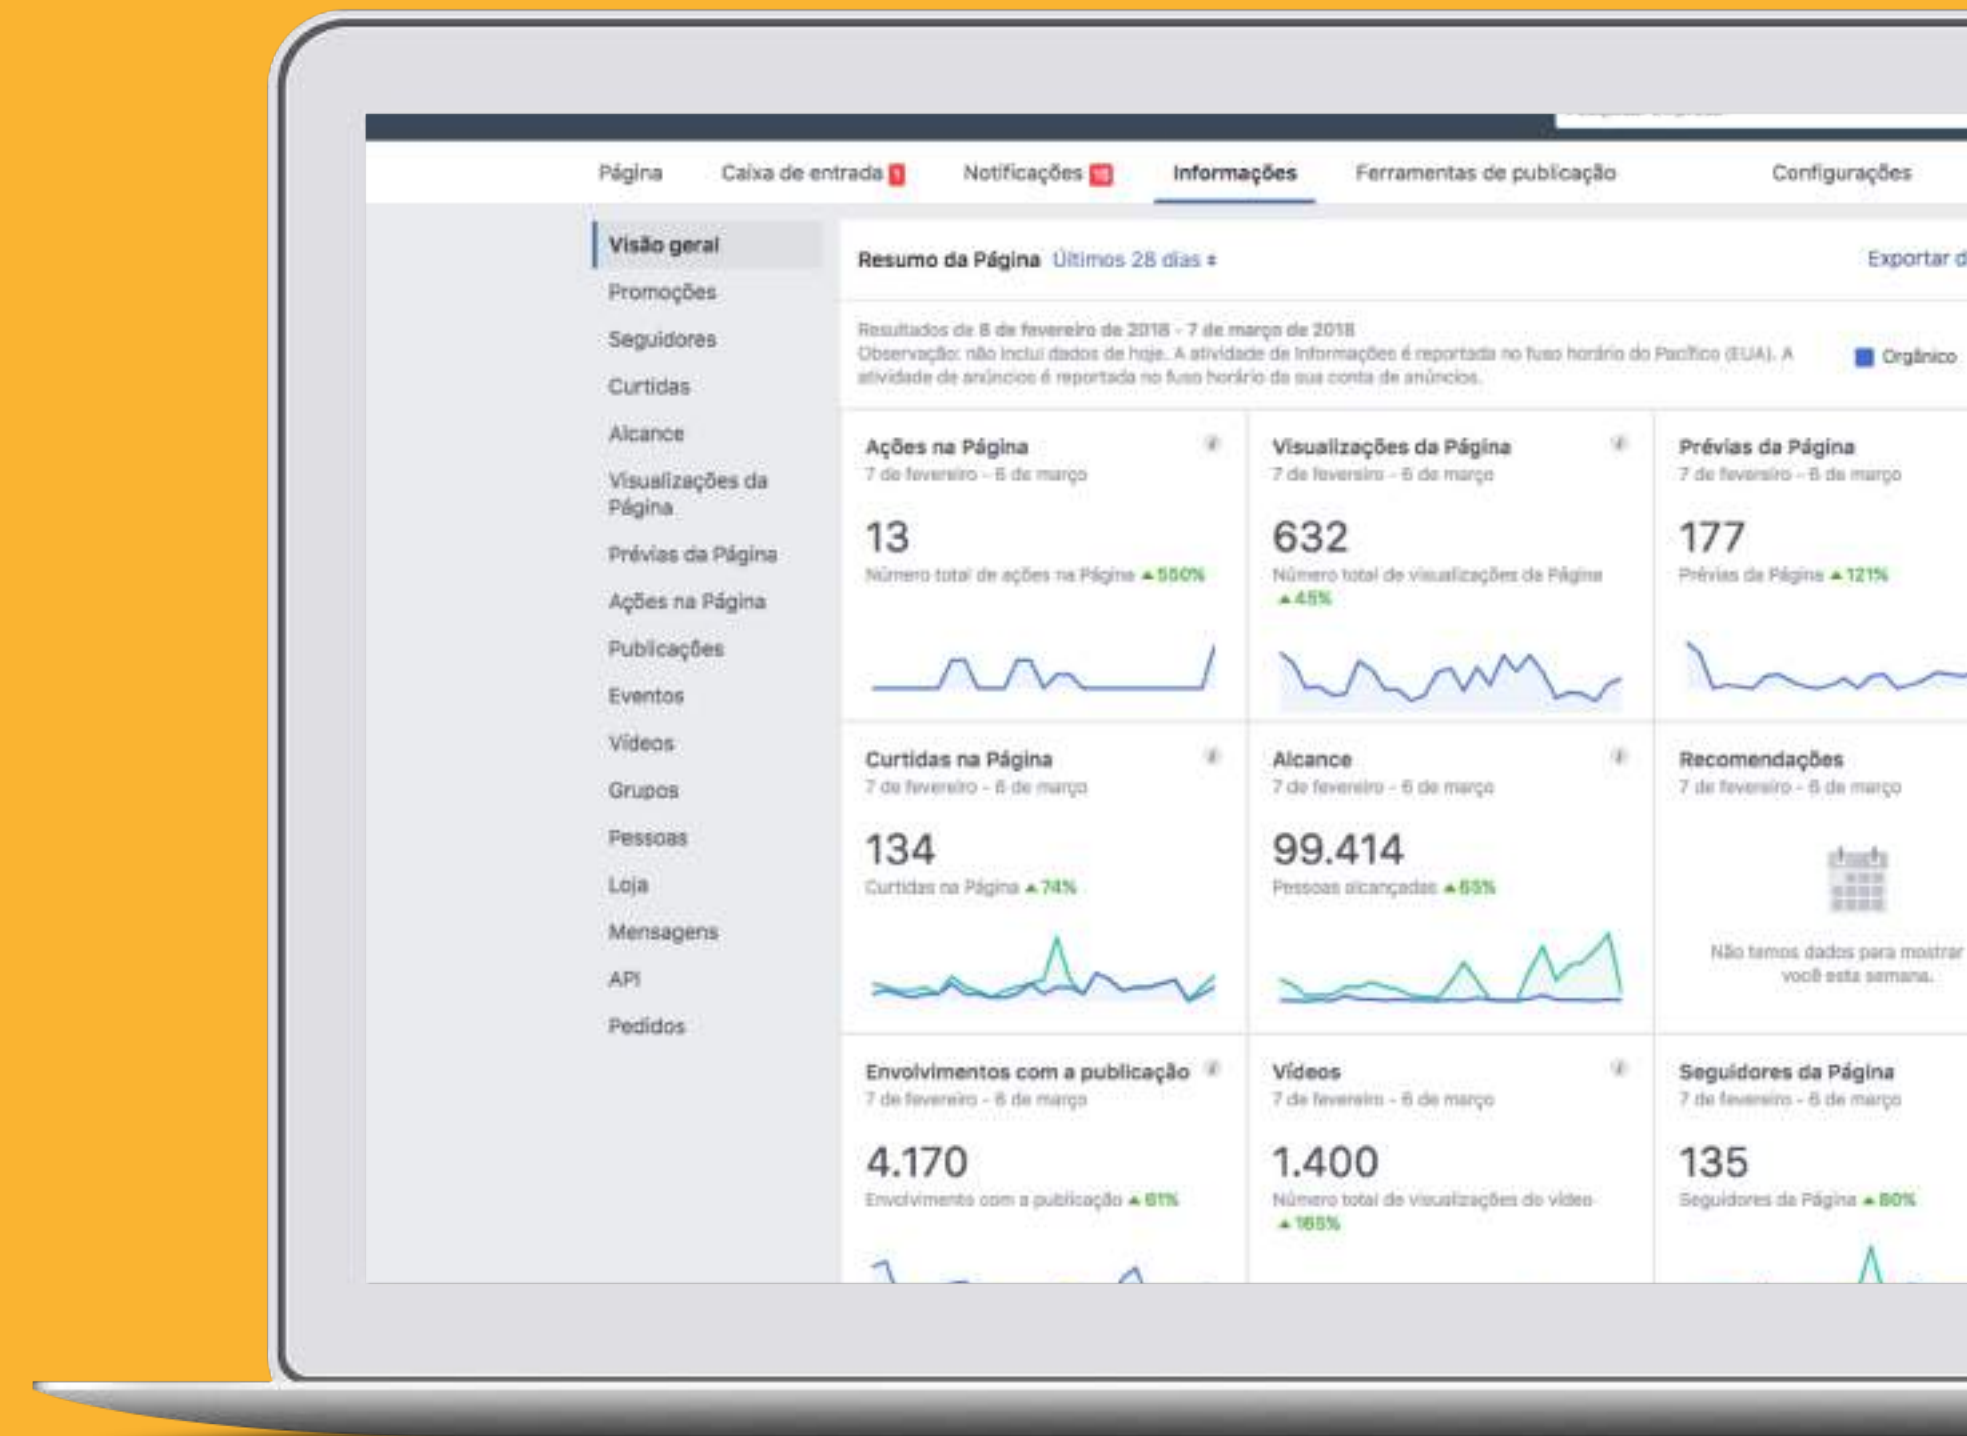 Página Caixa de entrada 1 Notificações Informações Ferramentas de publicação Configurações
Visão geral
Promoções
Seguidores
Curtidas
Alcance
Visualizações da
Página
Prévias da Página
Ações na Página
Publicações
Eventos
Vídeos
Grupos
Pessoas
Loja
Mensagens
API
Pedidos
Resumo da Página Últimos 28 dias
Exportar d
Resultados de 8 de fevereiro de 2018 - 7 de março de 2018
Observação: não inclui dados de hoje. A atividade de Informações é reportada no fuso horário do Pacífico (EUA). A
atividade de anúncios é reportada no fuso horário da sua conta de anúncios.
Orgânico
Ações na Página
7 de fevereiro - 6 de março
13
Número total de ações na Página ▲550%
Visualizações da Página
7 de fevereiro - 6 de março
632
Número total de visualizações da Página
▲45%
Prévias da Página
7 de fevereiro - 6 de março
177
Prévias da Página ▲121%
Curtidas na Página
7 de fevereiro - 6 de março
134
Curtidas na Página ▲74%
Alcance
7 de fevereiro - 6 de março
99.414
Pessoas alcançadas
Recomendações
7 de fevereiro - 6 de março
Não temos dados para mostrar
você esta semana.
Envolvimentos com a publicação
7 de fevereiro - 6 de março
4.170
Envolvimento com a publicação ▲61%
Vídeos
7 de fevereiro - 6 de março
1.400
Número total de visualizações do vídeo
▲165%
Seguidores da Página
7 de fevereiro - 6 de março
135
Seguidores da Página ▲80%